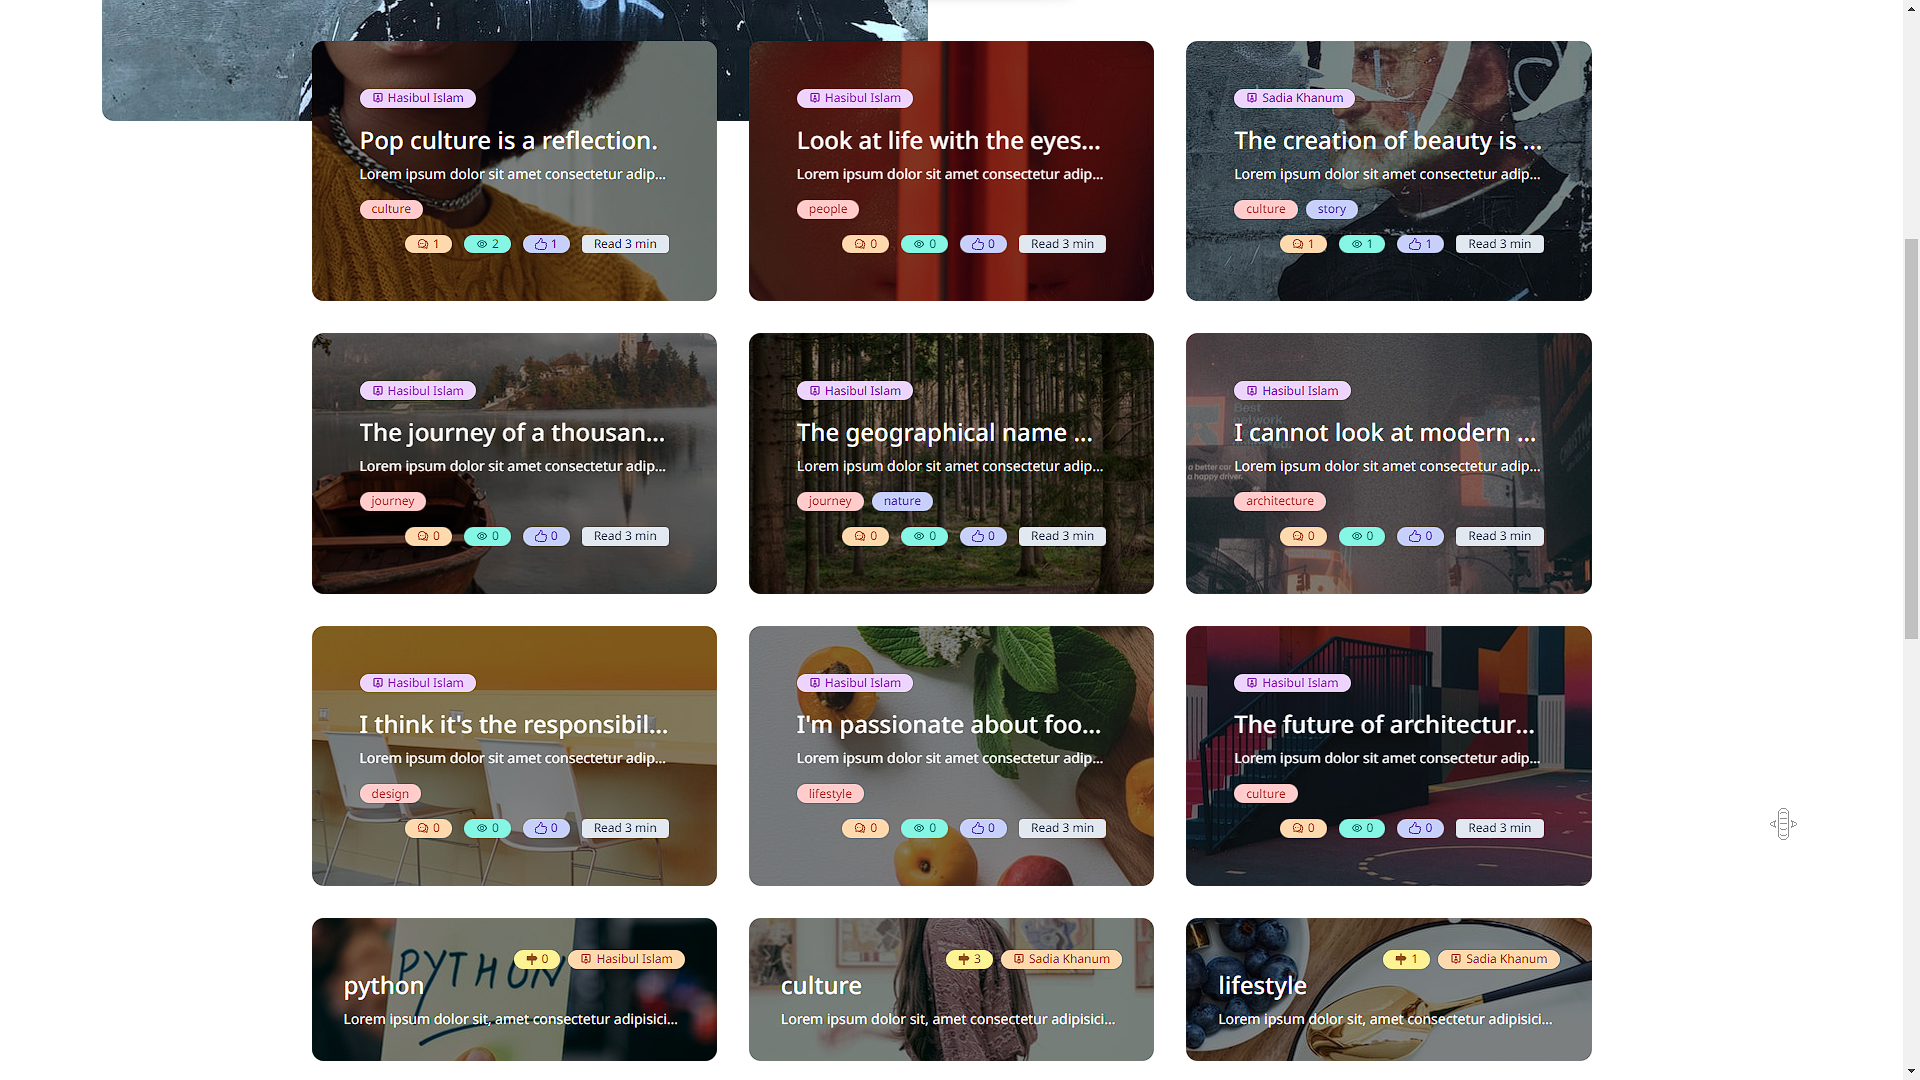 Hasibul Islam
Pop culture is a reflection.
Lorem ipsum dolor sit amet consectetur adip...
culture
1 2 1 Read 3 min
Hasibul Islam
Look at life with the eyes...
Lorem ipsum dolor sit amet consectetur adip...
people
0 0 0 Read 3 min
Sadia Khanum
The creation of beauty is ...
Lorem ipsum dolor sit amet consectetur adip...
culture story
1 1 1 Read 3 min
Hasibul Islam
The journey of a thousan...
Lorem ipsum dolor sit amet consectetur adip...
journey
0 0 0 Read 3 min
Hasibul Islam
The geographical name ...
Lorem ipsum dolor sit amet consectetur adip...
journey nature
0 0 0 Read 3 min
Hasibul Islam
Best
network.
I cannot look at modern ...
Lorem ipsum dolor sit amet consectetur adip...
a better car
a happy driver.
architecture
0 0 0 Read 3 min
Hasibul Islam
I think it's the responsibil...
Lorem ipsum dolor sit amet consectetur adip...
design
0 0 0 Read 3 min
Hasibul Islam
I'm passionate about foo...
Lorem ipsum dolor sit amet consectetur adip...
lifestyle
0 0 0 Read 3 min
Hasibul Islam
The future of architectur...
Lorem ipsum dolor sit amet consectetur adip...
culture
0 0 0 Read 3 min
0 Hasibul Islam
PYTHON
python
Lorem ipsum dolor sit, amet consectetur adipisici...
3 Sadia Khanum
culture
Lorem ipsum dolor sit, amet consectetur adipisici...
1 Sadia Khanum
lifestyle
Lorem ipsum dolor sit, amet consectetur adipisici...